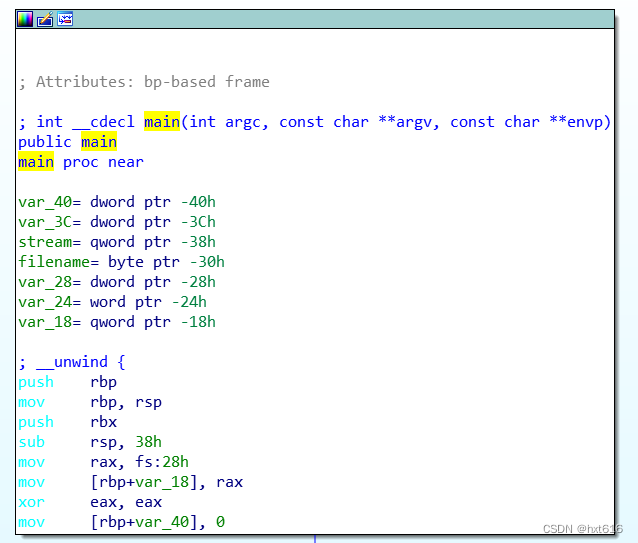 ; Attributes: bp-based frame
; int __cdecl main(int argc, const char **argv, const char **envp)
public main
main proc near
var_40= dword ptr -40h
var_3C= dword ptr -3Ch
stream= qword ptr -38h
filename= byte ptr -30h
var_28= dword ptr -28h
var_24= word ptr -24h
var_18= qword ptr -18h
; __unwind {
push rbp
mov rbp, rsp
push rbx
sub rsp, 38h
mov rax, fs:28h
mov [rbp+var_18], rax
xor eax, eax
mov [rbp+var_40], 0
CSDN @hxt616